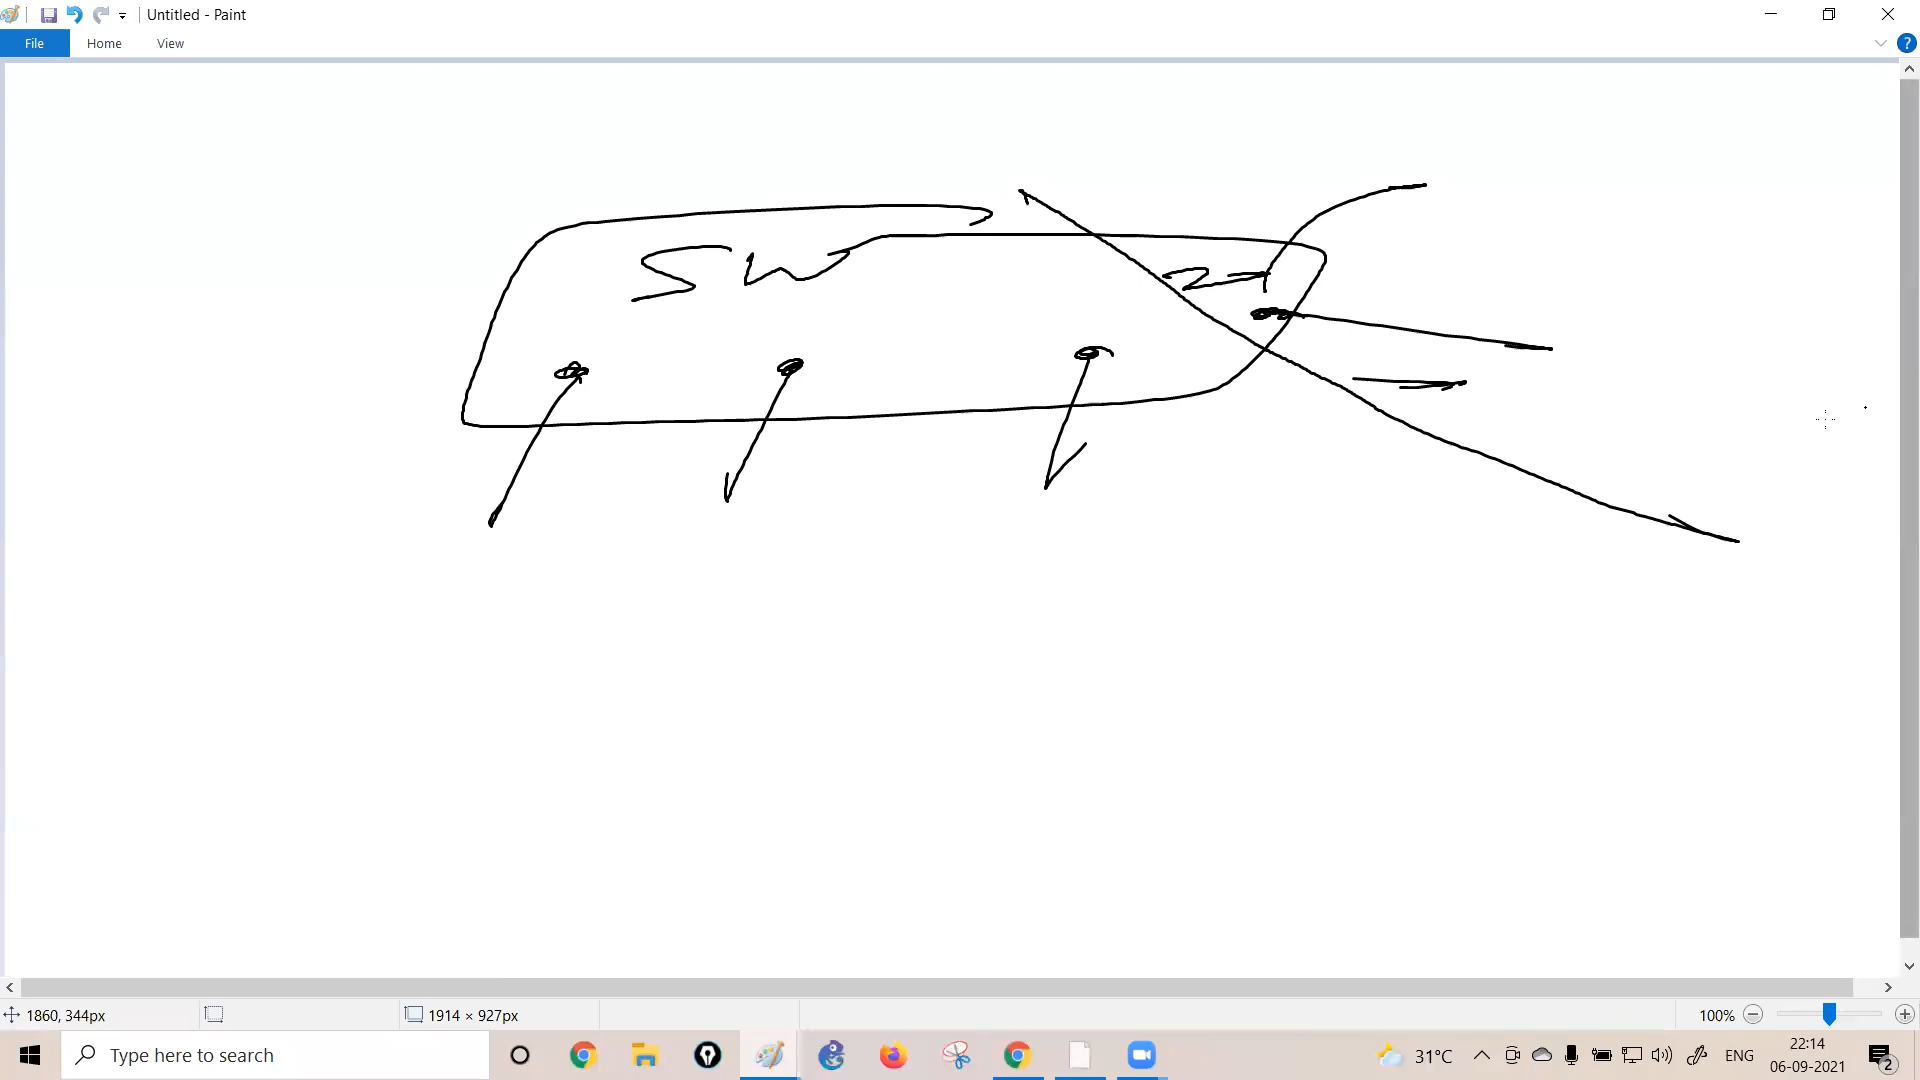 Untitled - Paint
File Home View
SW
24
1860, 344px
1914 × 927px
100%
Type here to search
31°C
ENG
22:14
06-09-2021
2